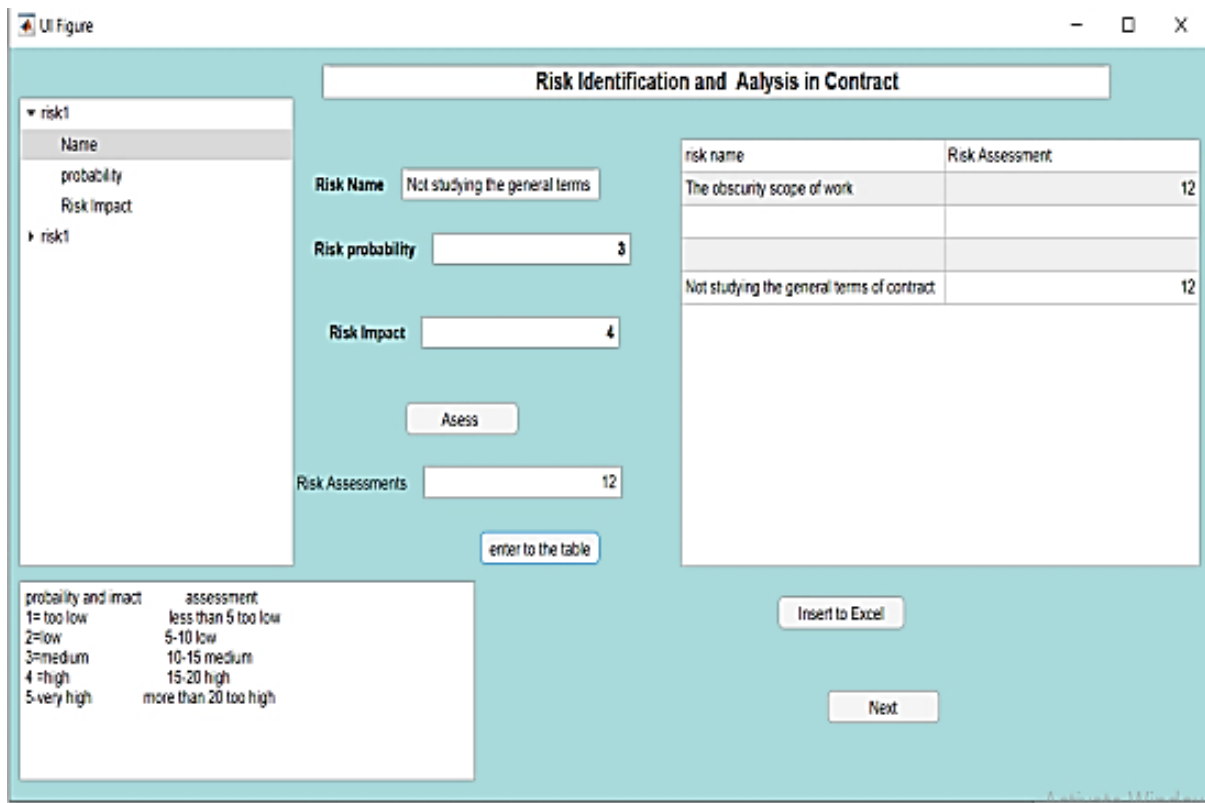 UI Figure
Risk Identification and Aalysis in Contract
risk1
Name
probability
Risk Impact
risk1
Risk Name Not studying the general terms
Risk probability 3
Risk Impact 4
Asess
Risk Assessments 12
enter to the table
risk name Risk Assessment
The obscurity scope of work 12
Not studying the general terms of contract 12
probaility and imact assessment
1= too low less than 5 too low
2=low 5-10 low
3=medium 10-15 medium
4 =high 15-20 high
5-very high more than 20 too high
Insert to Excel
Next